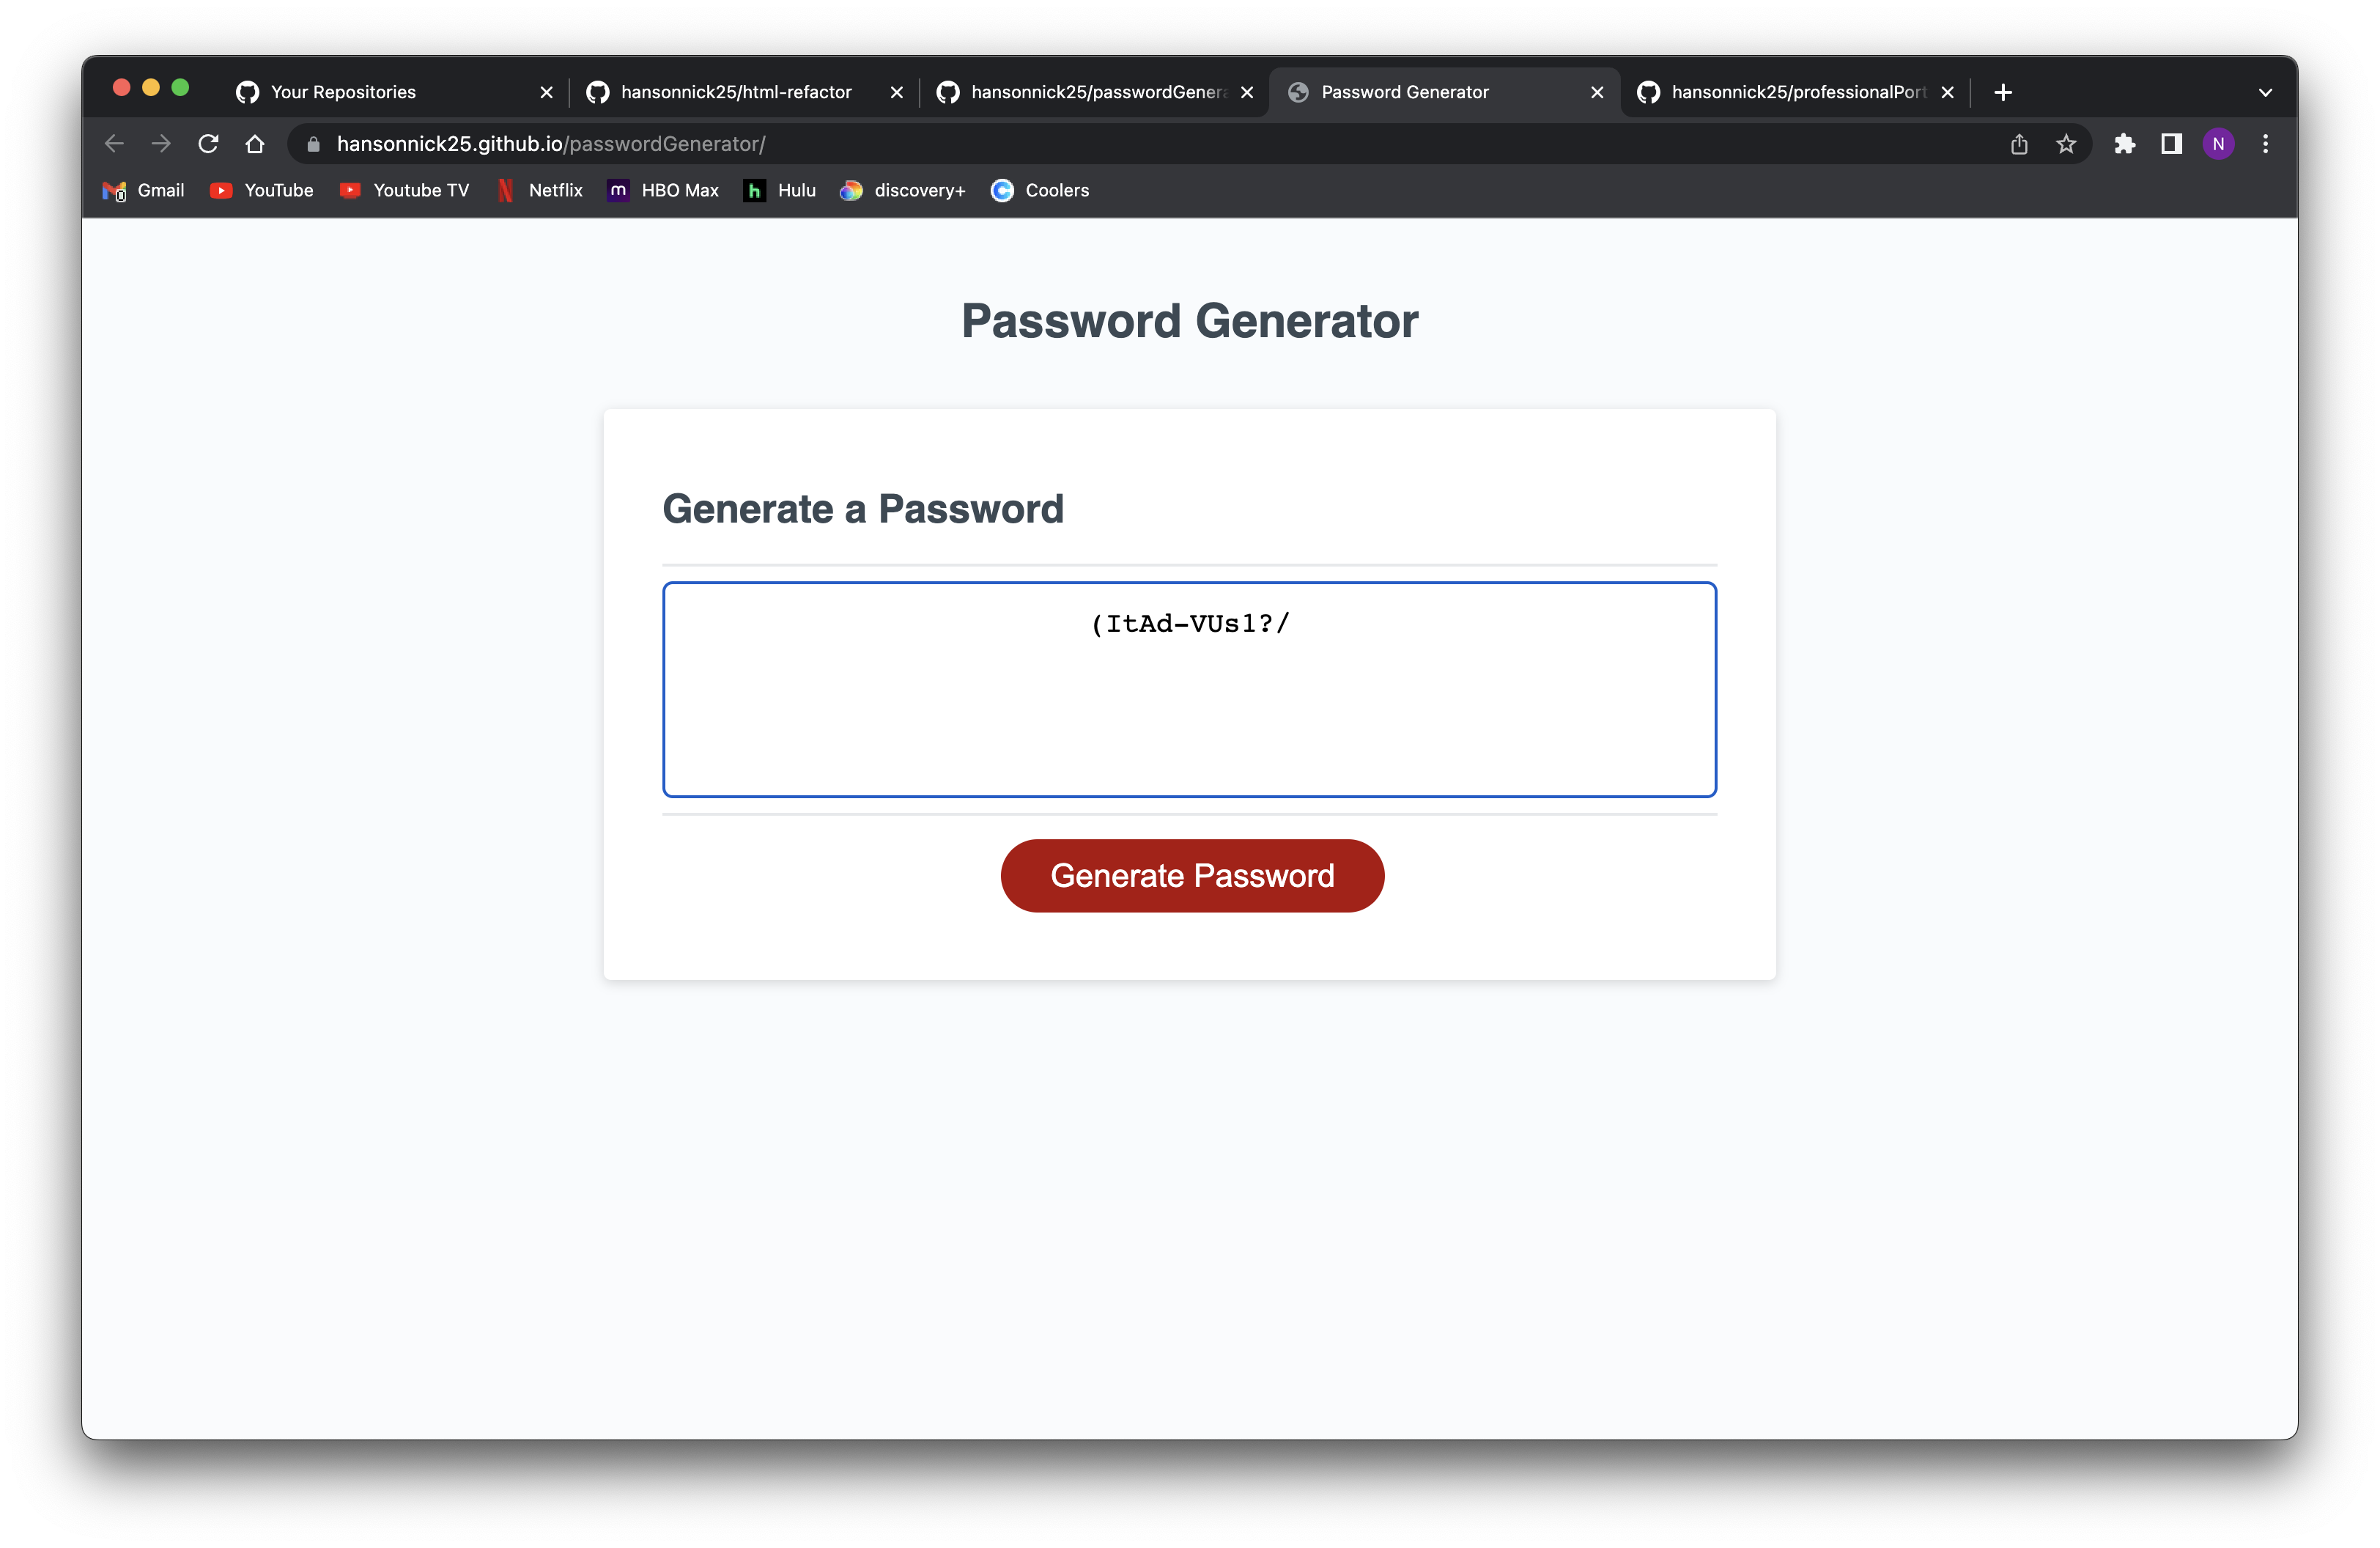 Your Repositories
hansonnick25/html-refactor
hansonnick25/passwordGenera
Password Generator
hansonnick25/professionalPort
hansonnick25.github.io/passwordGenerator/
N
Gmail
YouTube
Youtube TV
Netflix
HBO Max
Hulu
discovery+
Coolers
Password Generator
Generate a Password
(ItAd-VUs1?/
Generate Password